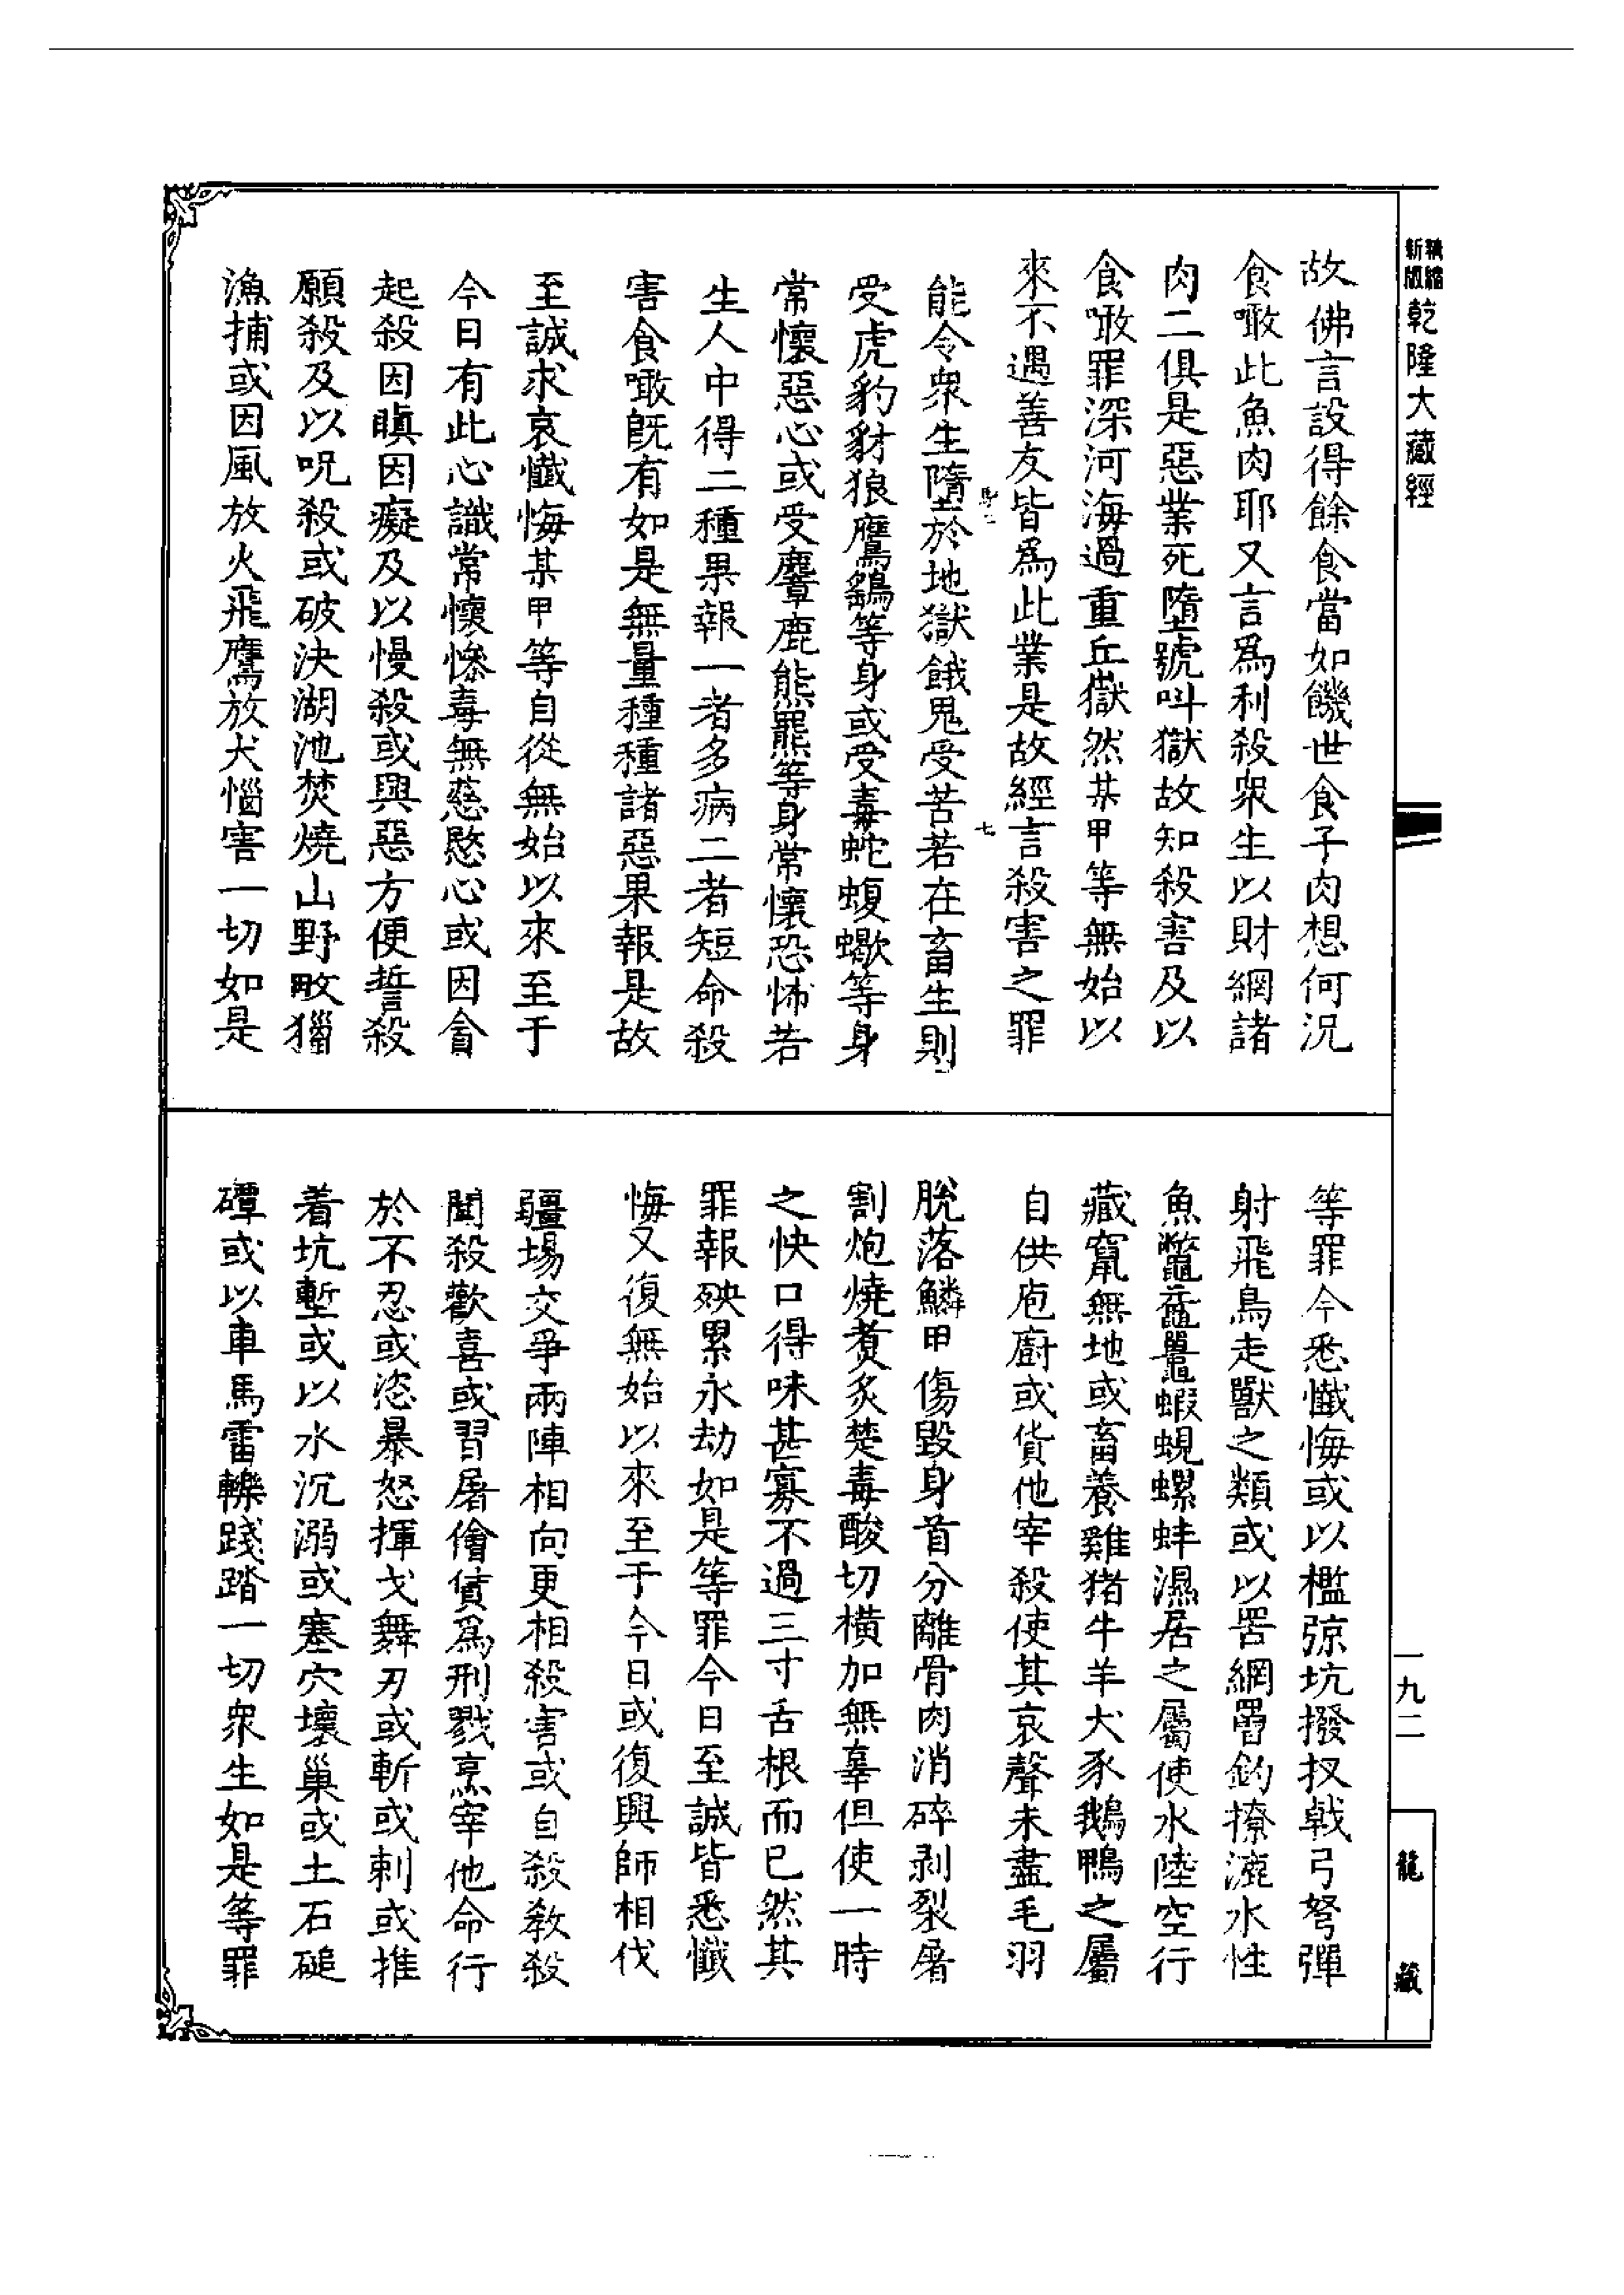 新版精縮
乾隆大藏經
故佛言設得餘食當如饑世食子肉想何況
食噉此魚肉耶又言爲利殺衆生以財網諸
肉二俱是惡業死墮號叫獄故知殺害及以
食噉罪深河海過重丘嶽然某甲等無始以
來不遇善友皆爲此業是故經言殺害之罪
七
能令衆生墮於地獄餓鬼受苦若在畜生則
受虎豹豺狼鷹鷂等身或受毒蛇蝮蠍等身
常懷惡心或受麞鹿熊羆等身常懷恐怖若
生人中得二種果報一者多病二者短命殺
害食噉既有如是無量種種諸惡果報是故
至誠求哀懺悔某甲等自從無始以來至于
今日有此心識常懷慘毒無慈愍心或因貪
起殺因瞋因癡及以慢殺或興惡方便誓殺
願殺及以呪殺或破決湖池焚燒山野畋獵
漁捕或因風放火飛鷹放犬惱害一切如是
等罪今悉懺悔或以檻弶坑撥扠戟弓弩彈
射飛鳥走獸之類或以罟網罾釣撩漉水性
魚鼈黿鼉蝦蜆螺蚌濕居之屬使水陸空行
藏竄無地或畜養雞猪牛羊犬豕鵝鴨之屬
自供庖廚或貨他宰殺使其哀聲未盡毛羽
脫落鱗甲傷毀身首分離骨肉消碎剥裂屠
割炮燒煑炙楚毒酸切橫加無辜但使一時
之快口得味甚寡不過三寸舌根而已然其
罪報殃累永劫如是等罪今日至誠皆悉懺
悔又復無始以來至于今日或復興師相伐
疆場交爭兩陣相向更相殺害或自殺教殺
聞殺歡喜或習屠儈賃爲刑戮烹宰他命行
於不忍或恣暴怒揮戈舞刃或斬或刺或推
着坑塹或以水沉溺或塞穴壞巢或土石磓
磹或以車馬雷轢踐踏一切衆生如是等罪
一九二
龍藏